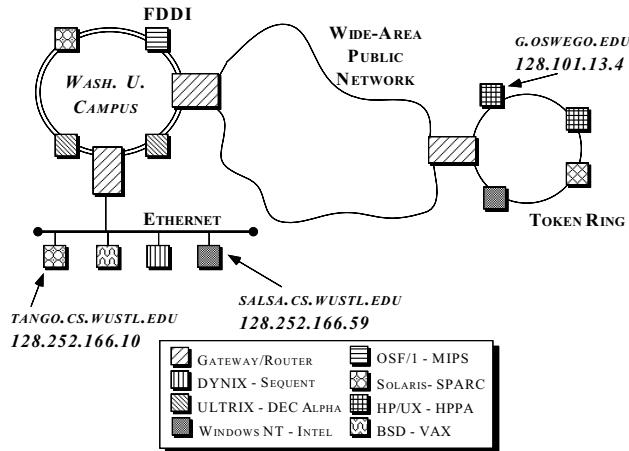 FDDI
WIDE-AREA
PUBLIC
NETWORK
G.OSWEGO.EDU
128.101.13.4
WASH. U.
CAMPUS
ETHERNET
TOKEN RING
TANGO.CS.WUSTL.EDU
128.252.166.10
SALSA.CS.WUSTL.EDU
128.252.166.59
GATEWAY/ROUTER
DYNIX - SEQUENT
ULTRIX - DEC ALPHA
WINDOWS NT - INTEL
OSF/1 - MIPS
SOLARIS- SPARC
HP/UX - HPPA
BSD - VAX